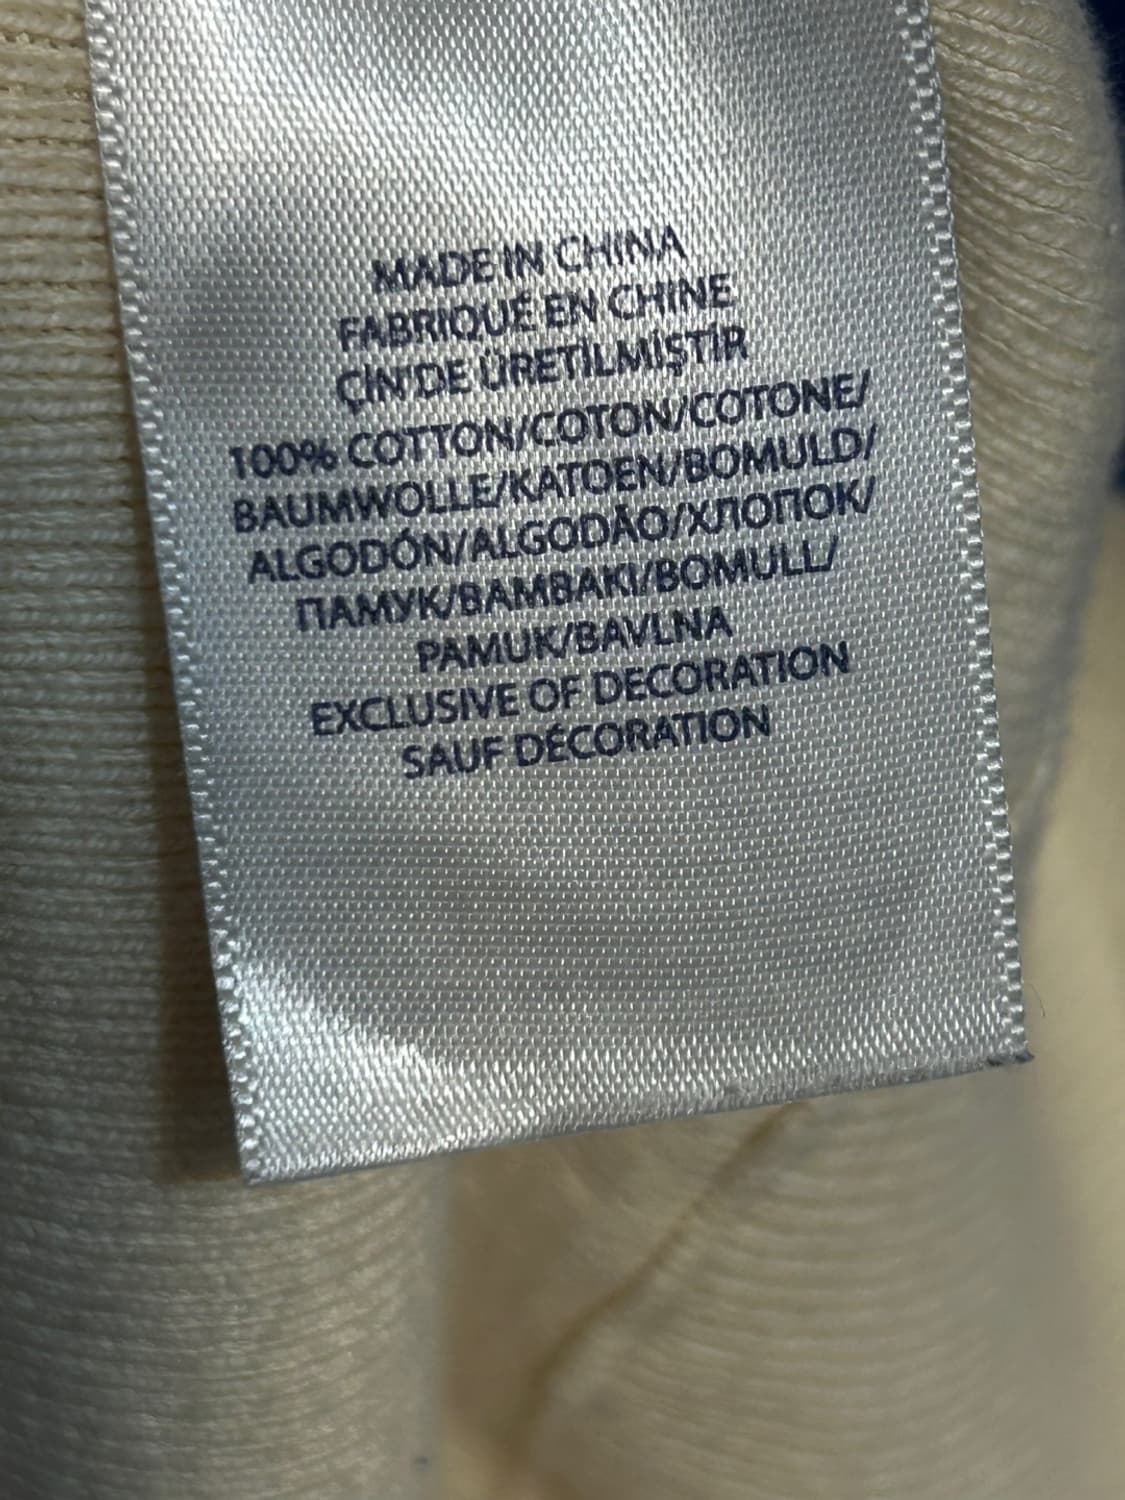 MADE IN CHINA
FABRIQUÉ EN CHINE
ÇİN'DE ÜRETİLMİŞTİR
100% COTTON/COTON/COTONE/
BAUMWOLLE/KATOEN/BOMULD/
ALGODÓN/ALGODÃO/ХЛОПОК/
ПАМУК/BAMBAKI/BOMULL/
PAMUK/BAVLNA
EXCLUSIVE OF DECORATION
SAUF DÉCORATION